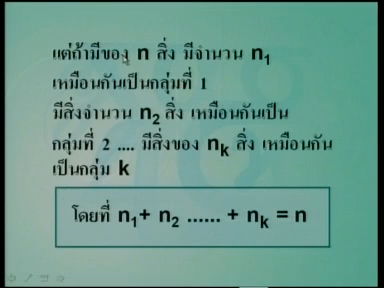 แต่ถ้ามีของ n สิ่ง มีจำนวน n₁
เหมือนกันเป็นกลุ่มที่ 1
มีสิ่งจำนวน n₂ สิ่ง เหมือนกันเป็น
กลุ่มที่ 2 .... มีสิ่งของ nₖ สิ่ง เหมือนกัน
เป็นกลุ่ม k
โดยที่ n₁+ n₂ ...... + nₖ = n